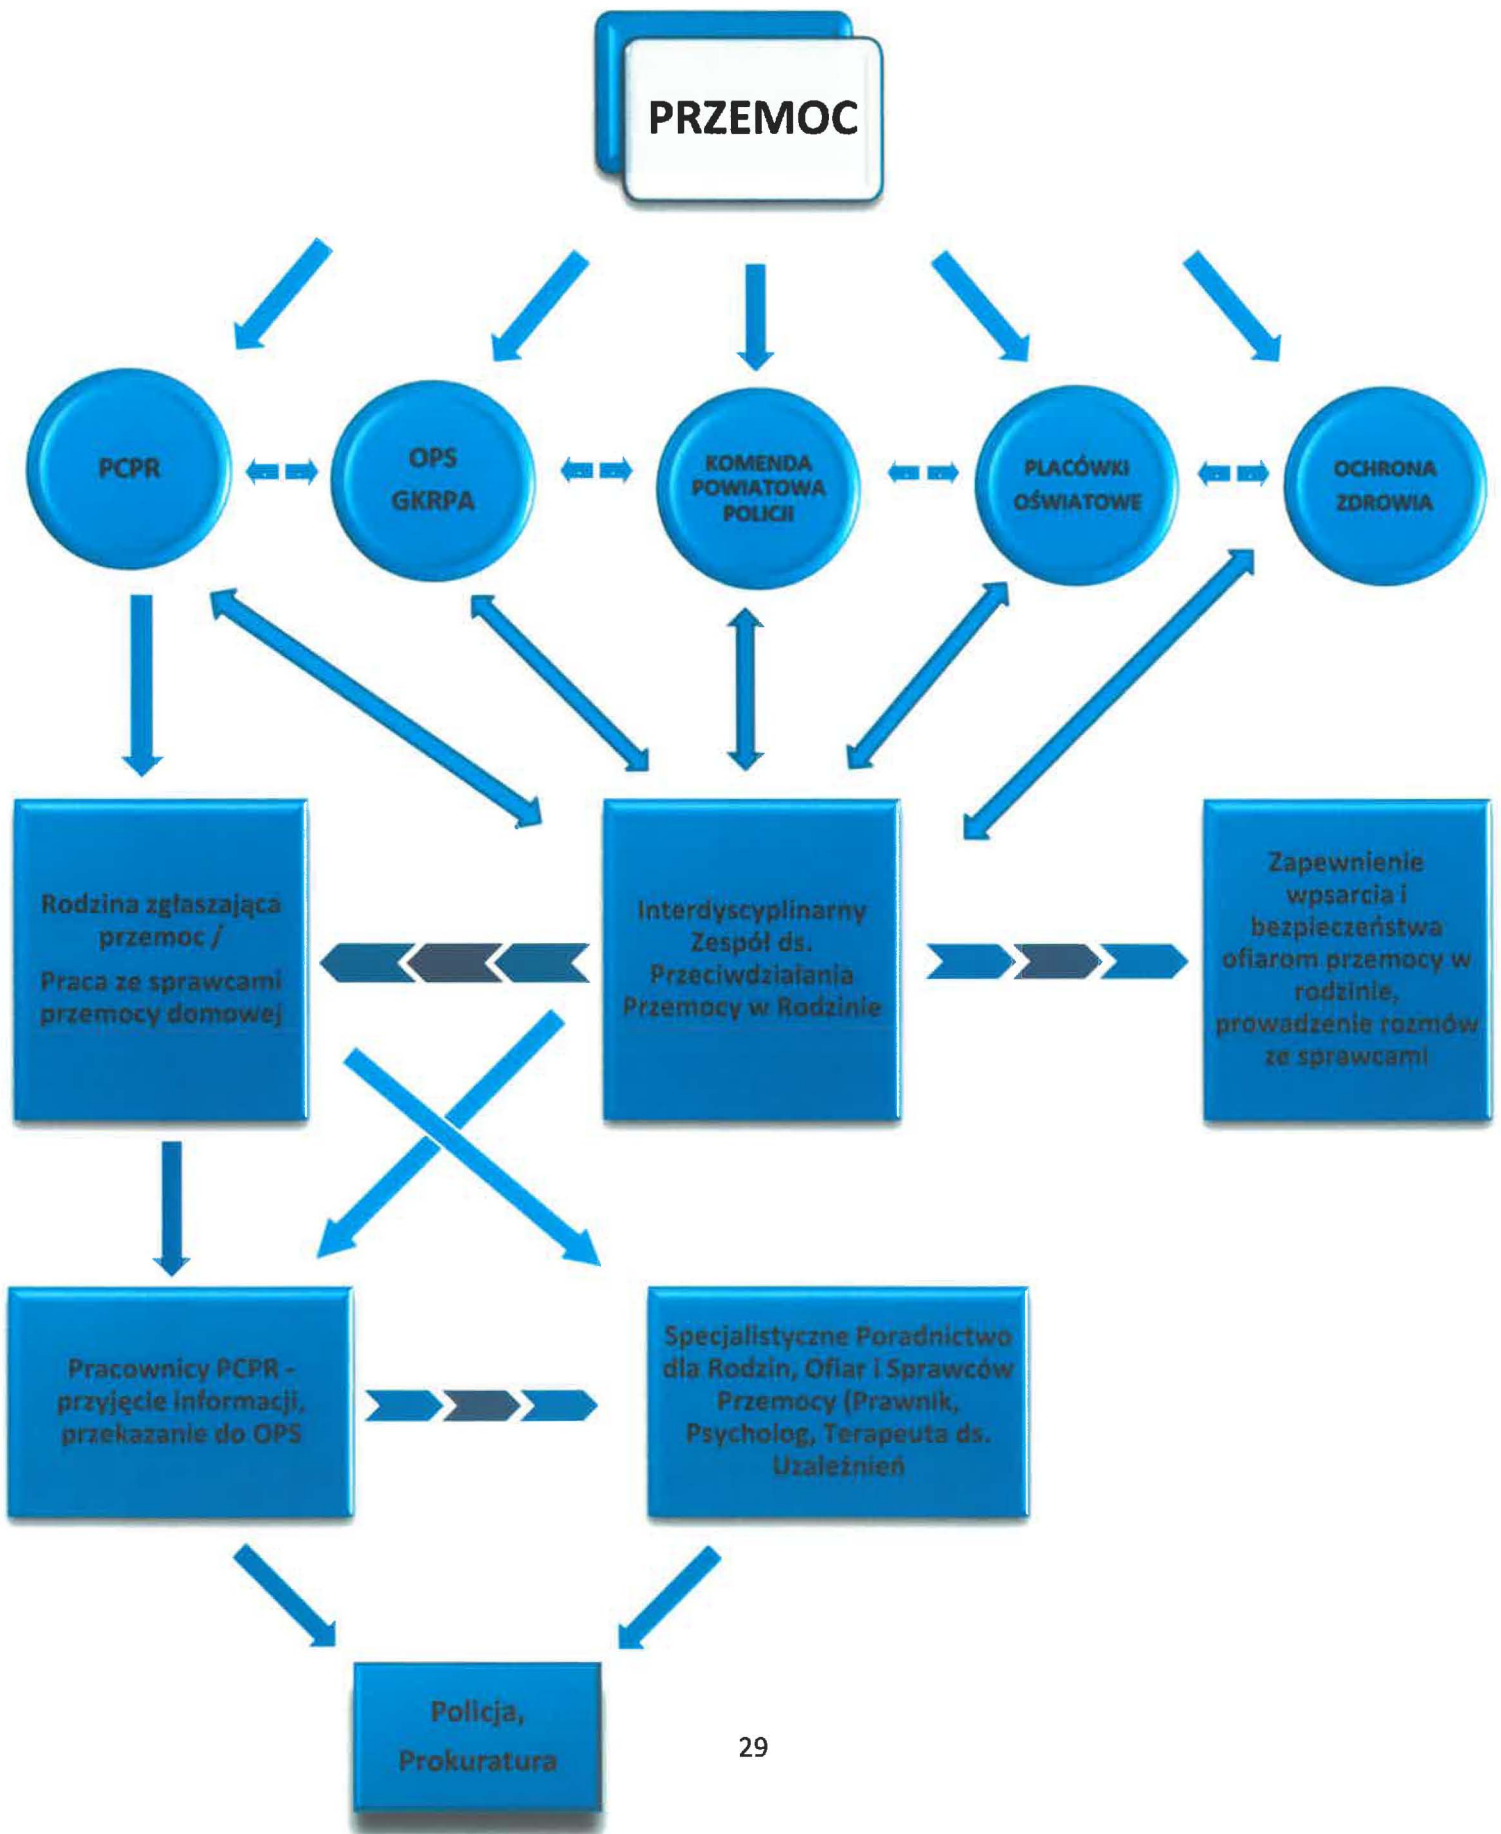 PRZEMOC
PCPR
OPS
GKRPA
KOMENDA
POWIATOWA
POLICJI
PLACÓWKI
OŚWIATOWE
OCHRONA
ZDROWIA
Rodzina zgłaszająca
przemoc /
Praca ze sprawcami
przemocy domowej
Interdyscyplinarny
Zespół ds.
Przeciwdziałania
Przemocy w Rodzinie
Zapewnienie
wpsarcia i
bezpieczeństwa
ofiarom przemocy w
rodzinie,
prowadzenie rozmów
ze sprawcami
Pracownicy PCPR -
przyjęcie informacji,
przekazanie do OPS
Specjalistyczne Poradnictwo
dla Rodzin, Ofiar i Sprawców
Przemocy (Prawnik,
Psycholog, Terapeuta ds.
Uzależnień
Policja,
Prokuratura
29